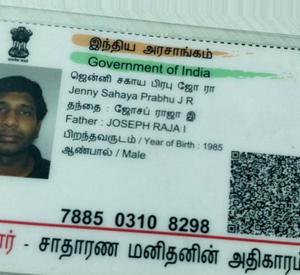 இந்திய அரசாங்கம்
Government of India
ஜென்னி சகாய பிரபு ஜோ ரா
Jenny Sahaya Prabhu J R
தந்தை : ஜோசப் ராஜா இ
Father : JOSEPH RAJA I
பிறந்தவருடம் / Year of Birth : 1985
ஆண்பால் / Male
7885 0310 8298
- சாதாரண மனிதனின் அதிகாரம்